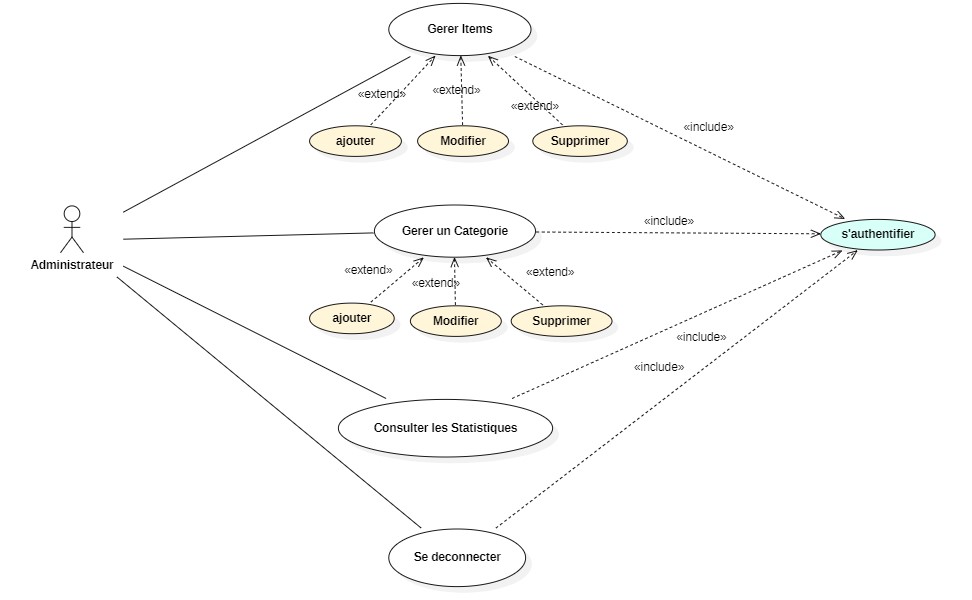 Gerer Items
«extend»
«extend»
«extend»
«include»
ajouter
Modifier
Supprimer
Gerer un Categorie
«include»
s'authentifier
Administrateur
«extend»
«extend»
«extend»
ajouter
Modifier
Supprimer
«include»
«include»
Consulter les Statistiques
Se deconnecter